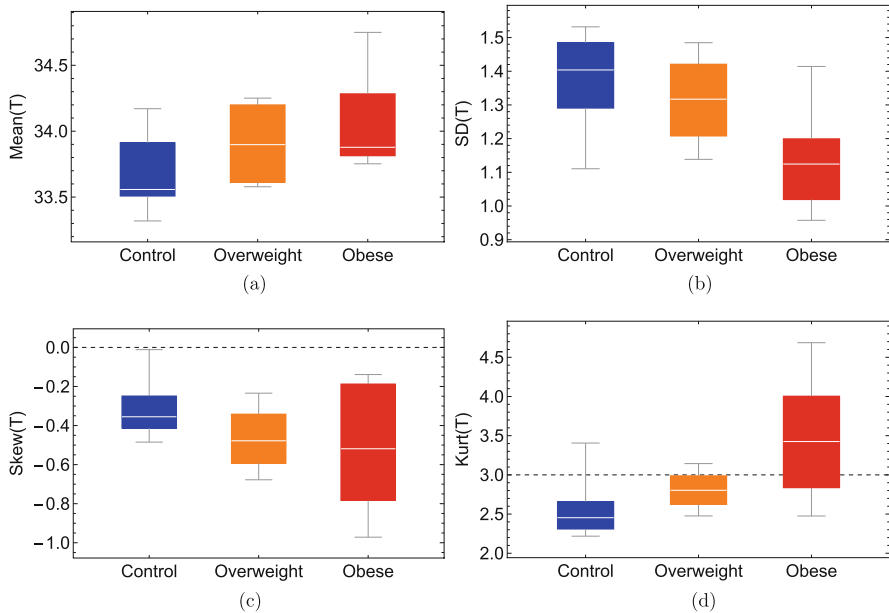 34.5
34.0
33.5
Mean(T)
Control Overweight Obese
(a)
1.5
1.4
1.3
1.2
1.1
1.0
0.9
SD(T)
Control Overweight Obese
(b)
0.0
−0.2
−0.4
−0.6
−0.8
−1.0
Skew(T)
Control Overweight Obese
(c)
4.5
4.0
3.5
3.0
2.5
2.0
Kurt(T)
Control Overweight Obese
(d)